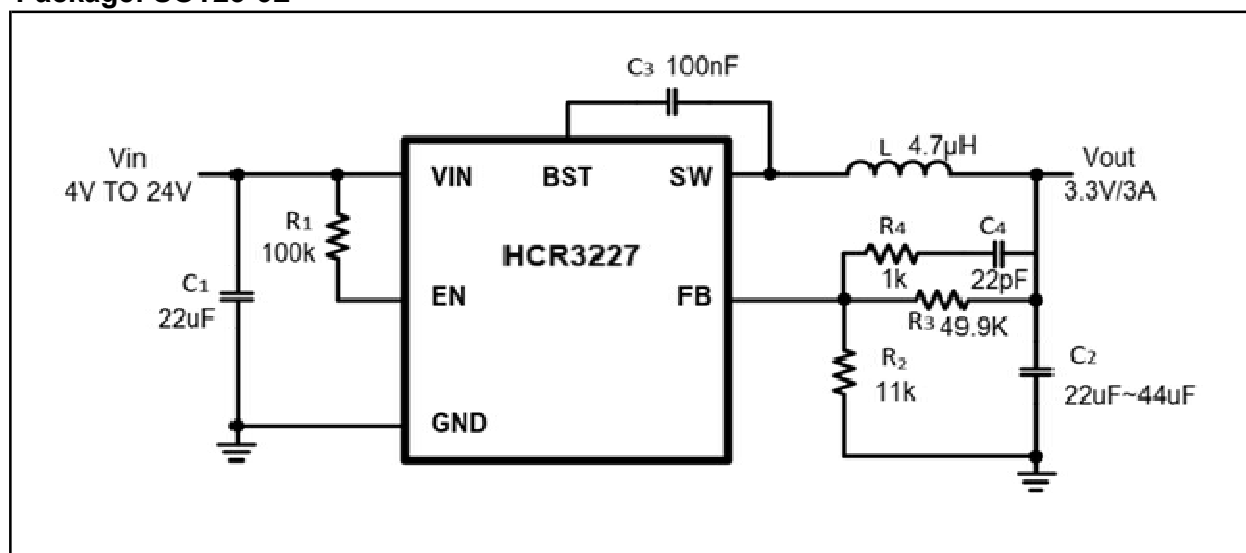 C3 100nF
Vin
4V TO 24V
VIN
BST
SW
L 4.7µH
Vout
3.3V/3A
R1
100k
HCR3227
R4
1k
C4
22pF
C1
22uF
EN
FB
R3 49.9K
R2
11k
C2
22uF~44uF
GND